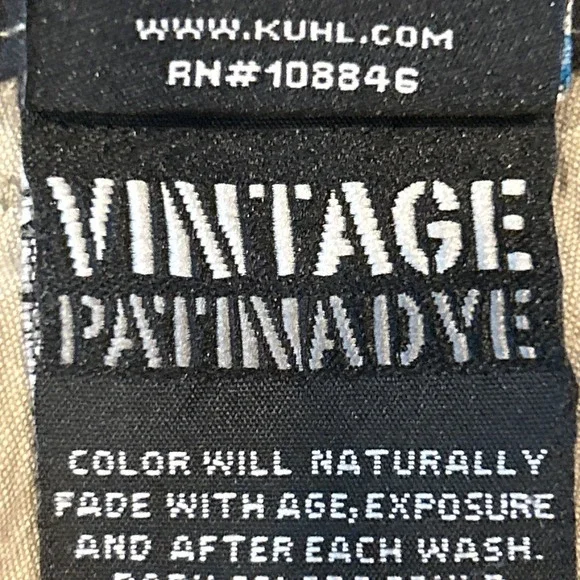 WWW.KUHL.COM
RN#108846
VINTAGE
PATINADYE
COLOR WILL NATURALLY
FADE WITH AGE, EXPOSURE
AND AFTER EACH WASH.